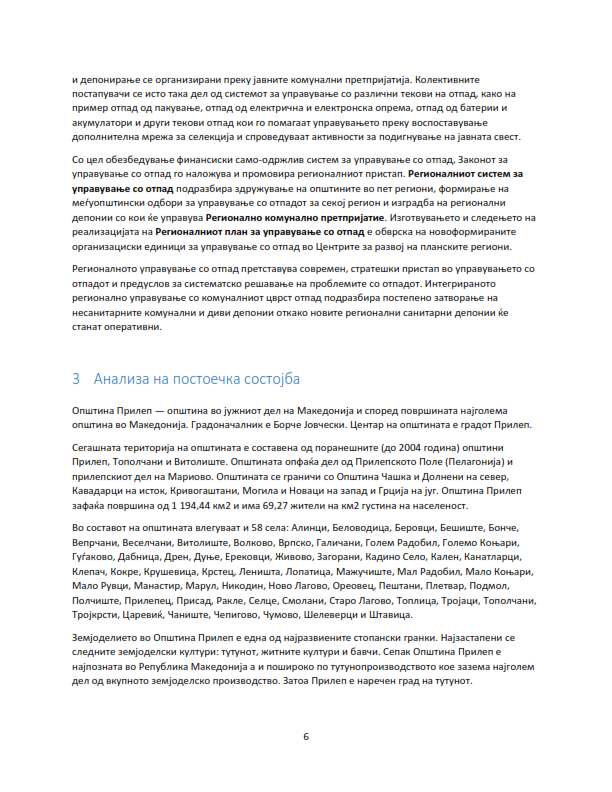 и депонирање се организирани преку јавните комунални претпријатија. Колективните
постапувачи се исто така дел од системот за управување со различни текови на отпад, како на
пример отпад од пакување, отпад од електрична и електронска опрема, отпад од батерии и
акумулатори и други текови отпад кои го помагаат управувањето преку воспоставување
дополнителна мрежа за селекција и спроведуваат активности за подигнување на јавната свест.
Со цел обезбедување финансиски само-одржлив систем за управување со отпад, Законот за
управување со отпад го наложува и промовира регионалниот пристап. Регионалниот систем за
управување со отпад подразбира здружување на општините во пет региони, формирање на
меѓуопштински одбори за управување со отпадот за секој регион и изградба на регионални
депонии со кои ќе управува Регионално комунално претпријатие. Изготвувањето и следењето на
реализацијата на Регионалниот план за управување со отпад е обврска на новоформираните
организациски единици за управување со отпад во Центрите за развој на планските региони.
Регионалното управување со отпад претставува современ, стратешки пристап во управувањето со
отпадот и предуслов за систематско решавање на проблемите со отпадот. Интегрираното
регионално управување со комуналниот цврст отпад подразбира постепено затворање на
несанитарните комунални и диви депонии откако новите регионални санитарни депонии ќе
станат оперативни.
3 Анализа на постоечка состојба
Општина Прилеп — општина во јужниот дел на Македонија и според површината најголема
општина во Македонија. Градоначалник е Борче Јовчески. Центар на општината е градот Прилеп.
Сегашната територија на општината е составена од поранешните (до 2004 година) општини
Прилеп, Тополчани и Витолиште. Општината опфаќа дел од Прилепското Поле (Пелагонија) и
прилепскиот дел на Мариово. Општината се граничи со Општина Чашка и Долнени на север,
Кавадарци на исток, Кривогаштани, Могила и Новаци на запад и Грција на југ. Општина Прилеп
зафаќа површина од 1 194,44 км2 и има 69,27 жители на км2 густина на населеност.
Во составот на општината влегуваат и 58 села: Алинци, Беловодица, Беровци, Бешиште, Бонче,
Вепрчани, Веселчани, Витолиште, Волково, Врпско, Галичани, Голем Радобил, Големо Коњари,
Гуѓаково, Дабница, Дрен, Дуње, Ерековци, Живово, Загорани, Кадино Село, Кален, Канатларци,
Клепач, Кокре, Крушевица, Крстец, Леништа, Лопатица, Мажучиште, Мал Радобил, Мало Коњари,
Мало Рувци, Манастир, Марул, Никодин, Ново Лагово, Ореовец, Пештани, Плетвар, Подмол,
Полчиште, Прилепец, Присад, Ракле, Селце, Смолани, Старо Лагово, Топлица, Тројаци, Тополчани,
Тројкрсти, Царевиќ, Чаниште, Чепигово, Чумово, Шелеверци и Штавица.
Земјоделието во Општина Прилеп е една од најразвиените стопански гранки. Најзастапени се
следните земјоделски култури: тутунот, житните култури и бавчи. Сепак Општина Прилеп е
најпозната во Република Македонија а и пошироко по тутунопроизводството кое зазема најголем
дел од вкупното земјоделско производство. Затоа Прилеп е наречен град на тутунот.
6